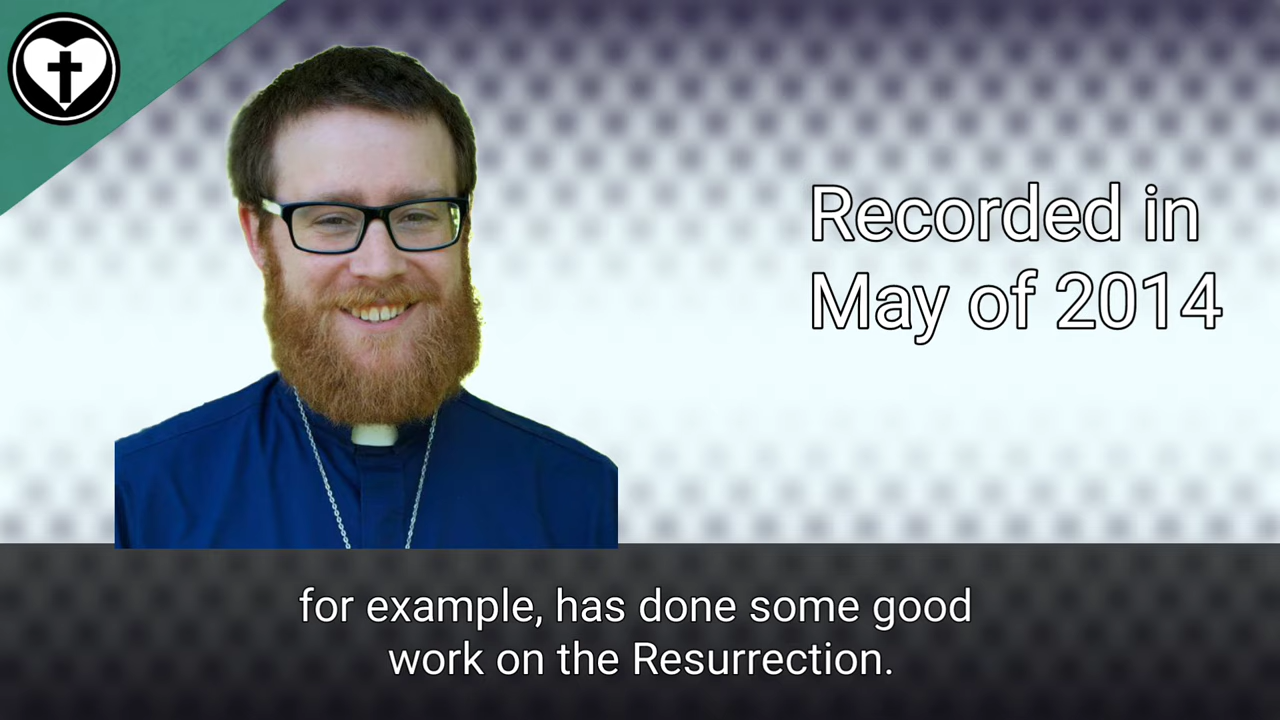 Recorded in
May of 2014
for example, has done some good
work on the Resurrection.